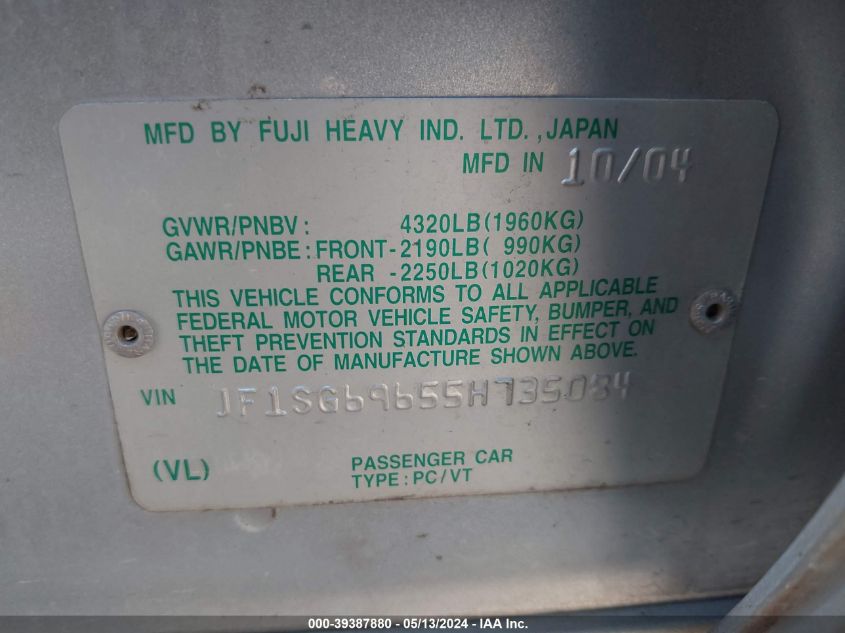 MFD BY FUJI HEAVY IND. LTD., JAPAN
MFD IN 10/04
GVWR/PNBV: 4320LB(1960KG)
GAWR/PNBE: FRONT-2190LB( 990KG)
REAR -2250LB(1020KG)
THIS VEHICLE CONFORMS TO ALL APPLICABLE
FEDERAL MOTOR VEHICLE SAFETY, BUMPER, AND
THEFT PREVENTION STANDARDS IN EFFECT ON
THE DATE OF MANUFACTURE SHOWN ABOVE.
VIN JF1SG69655H735084
(VL) PASSENGER CAR
TYPE: PC/VT
000-39387880 - 05/13/2024 - IAA Inc.